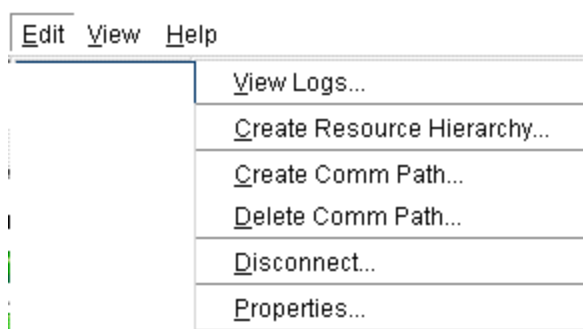 Edit View Help
View Logs...
Create Resource Hierarchy...
Create Comm Path...
Delete Comm Path...
Disconnect...
Properties...